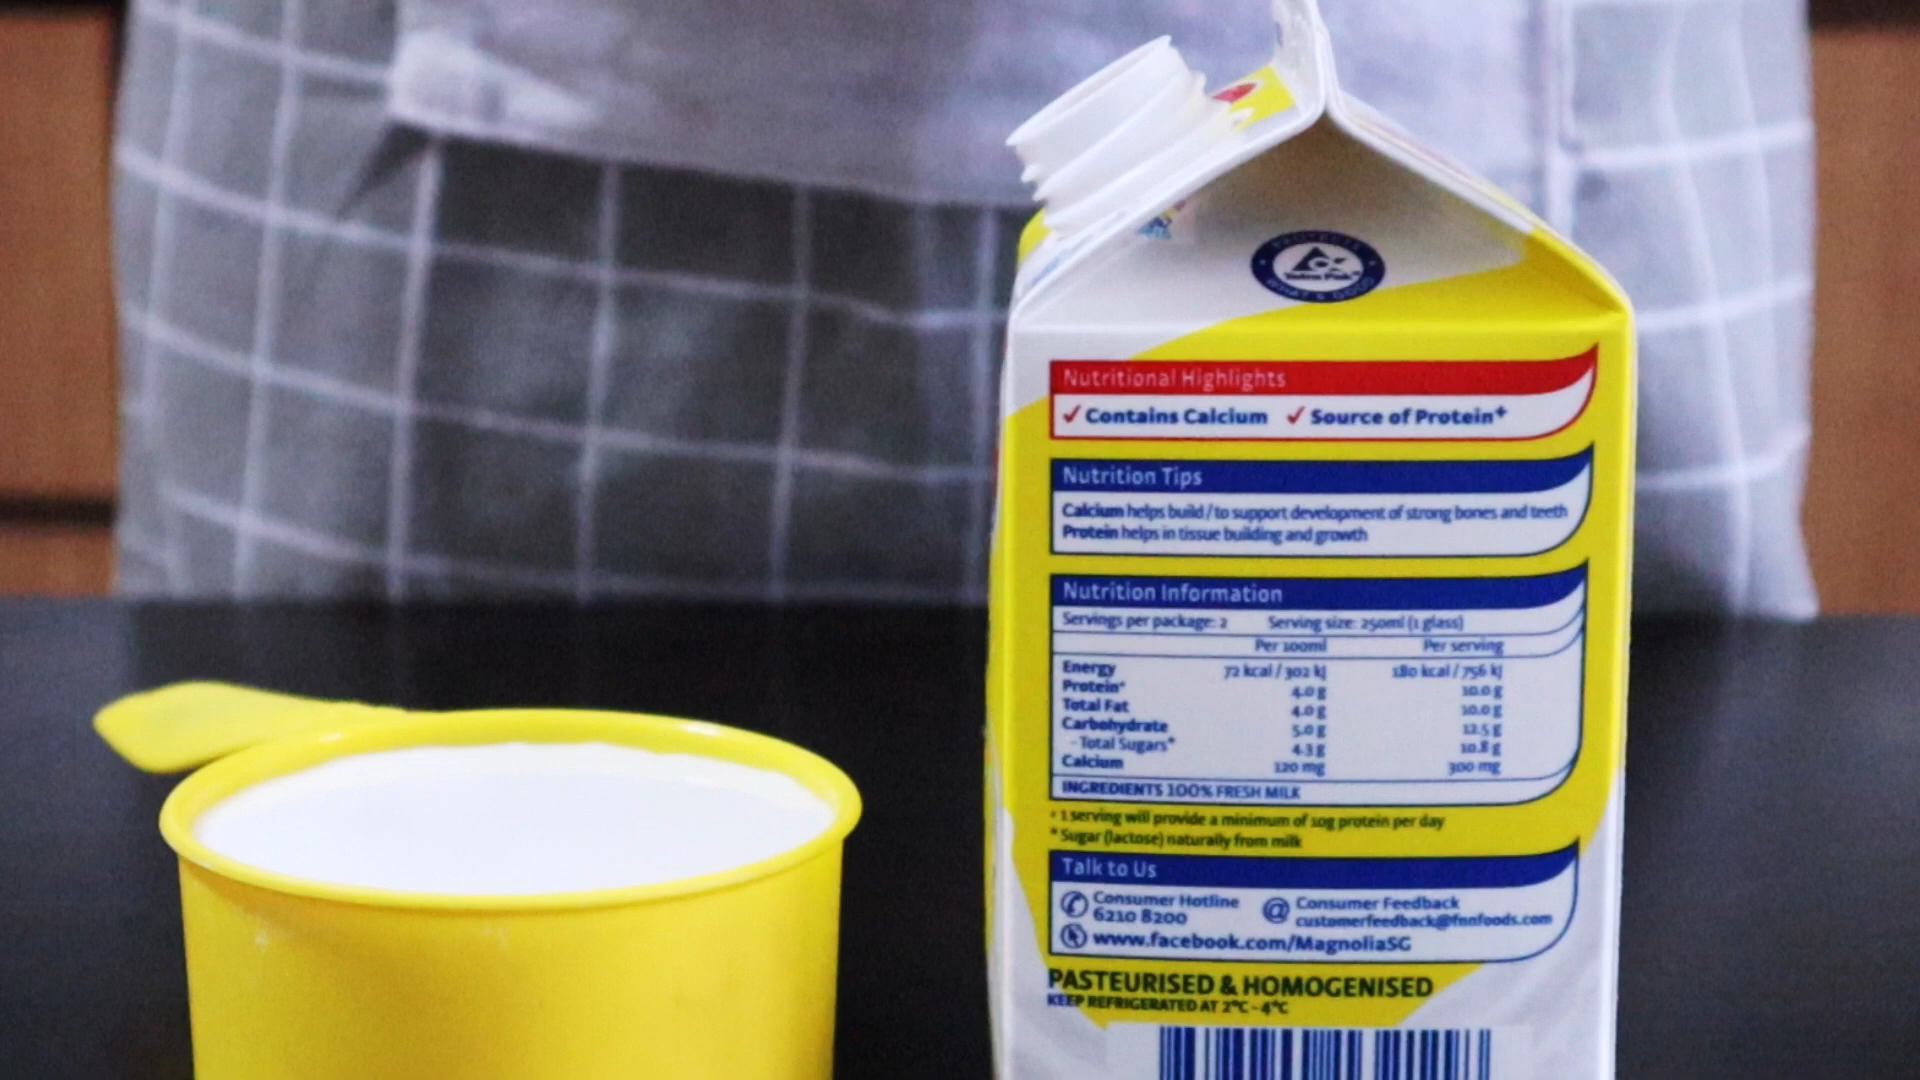 PROTECTS
Tetra Pak
WHAT'S GOOD
Nutritional Highlights
✓ Contains Calcium ✓ Source of Protein+
Nutrition Tips
Calcium helps build / to support development of strong bones and teeth
Protein helps in tissue building and growth
Nutrition Information
Servings per package: 2 Serving size: 250ml (1 glass)
Per 100ml Per serving
Energy 72 kcal / 302 kJ 180 kcal / 756 kJ
Protein+ 4.0 g 10.0 g
Total Fat 4.0 g 10.0 g
Carbohydrate 5.0 g 12.5 g
- Total Sugars* 4.3 g 10.8 g
Calcium 120 mg 300 mg
INGREDIENTS 100% FRESH MILK
+ 1 serving will provide a minimum of 10g protein per day
* Sugar (lactose) naturally from milk
Talk to Us
Consumer Hotline
6210 8200
Consumer Feedback
customerfeedback@fnnfoods.com
www.facebook.com/MagnoliaSG
PASTEURISED & HOMOGENISED
KEEP REFRIGERATED AT 2°C - 4°C